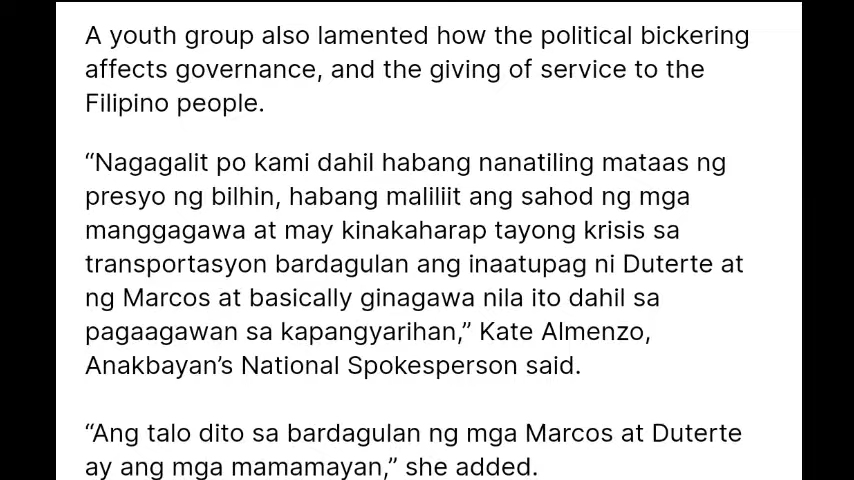 A youth group also lamented how the political bickering
affects governance, and the giving of service to the
Filipino people.
“Nagagalit po kami dahil habang nanatiling mataas ng
presyo ng bilhin, habang maliliit ang sahod ng mga
manggagawa at may kinakaharap tayong krisis sa
transportasyon bardagulan ang inaatupag ni Duterte at
ng Marcos at basically ginagawa nila ito dahil sa
pagaagawan sa kapangyarihan,” Kate Almenzo,
Anakbayan’s National Spokesperson said.
“Ang talo dito sa bardagulan ng mga Marcos at Duterte
ay ang mga mamamayan,” she added.